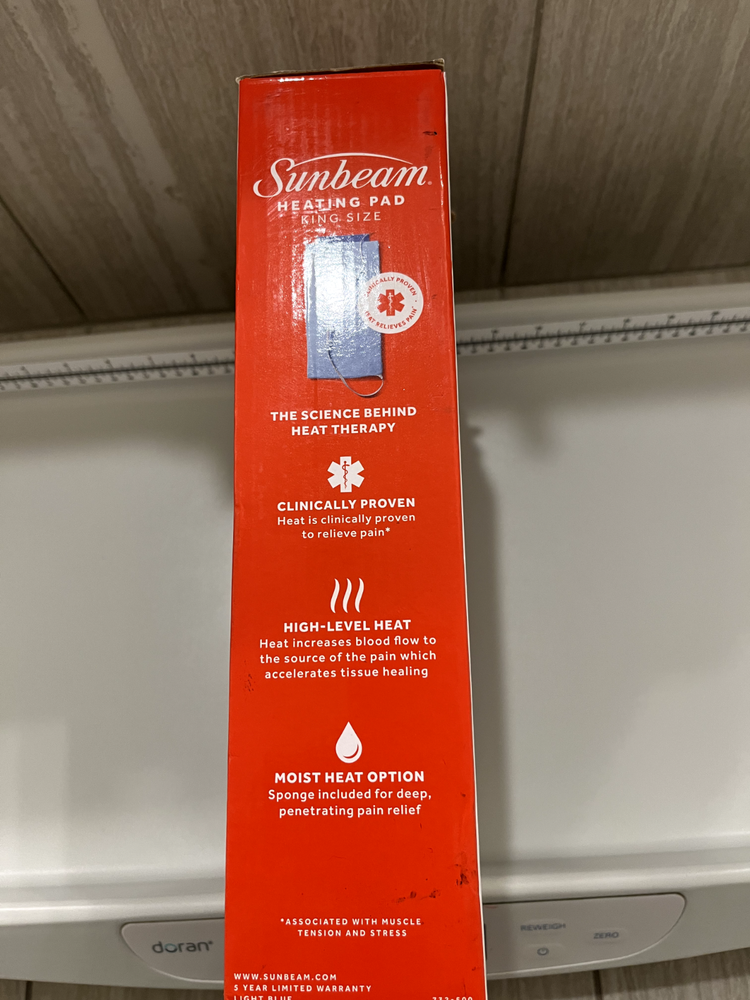 Sunbeam®
HEATING PAD
KING SIZE
CLINICALLY PROVEN
HEAT RELIEVES PAIN
THE SCIENCE BEHIND
HEAT THERAPY
CLINICALLY PROVEN
Heat is clinically proven
to relieve pain*
HIGH-LEVEL HEAT
Heat increases blood flow to
the source of the pain which
accelerates tissue healing
MOIST HEAT OPTION
Sponge included for deep,
penetrating pain relief
*ASSOCIATED WITH MUSCLE
TENSION AND STRESS
doran®
REWEIGH
ZERO
WWW.SUNBEAM.COM
5 YEAR LIMITED WARRANTY
LIGHT BLUE